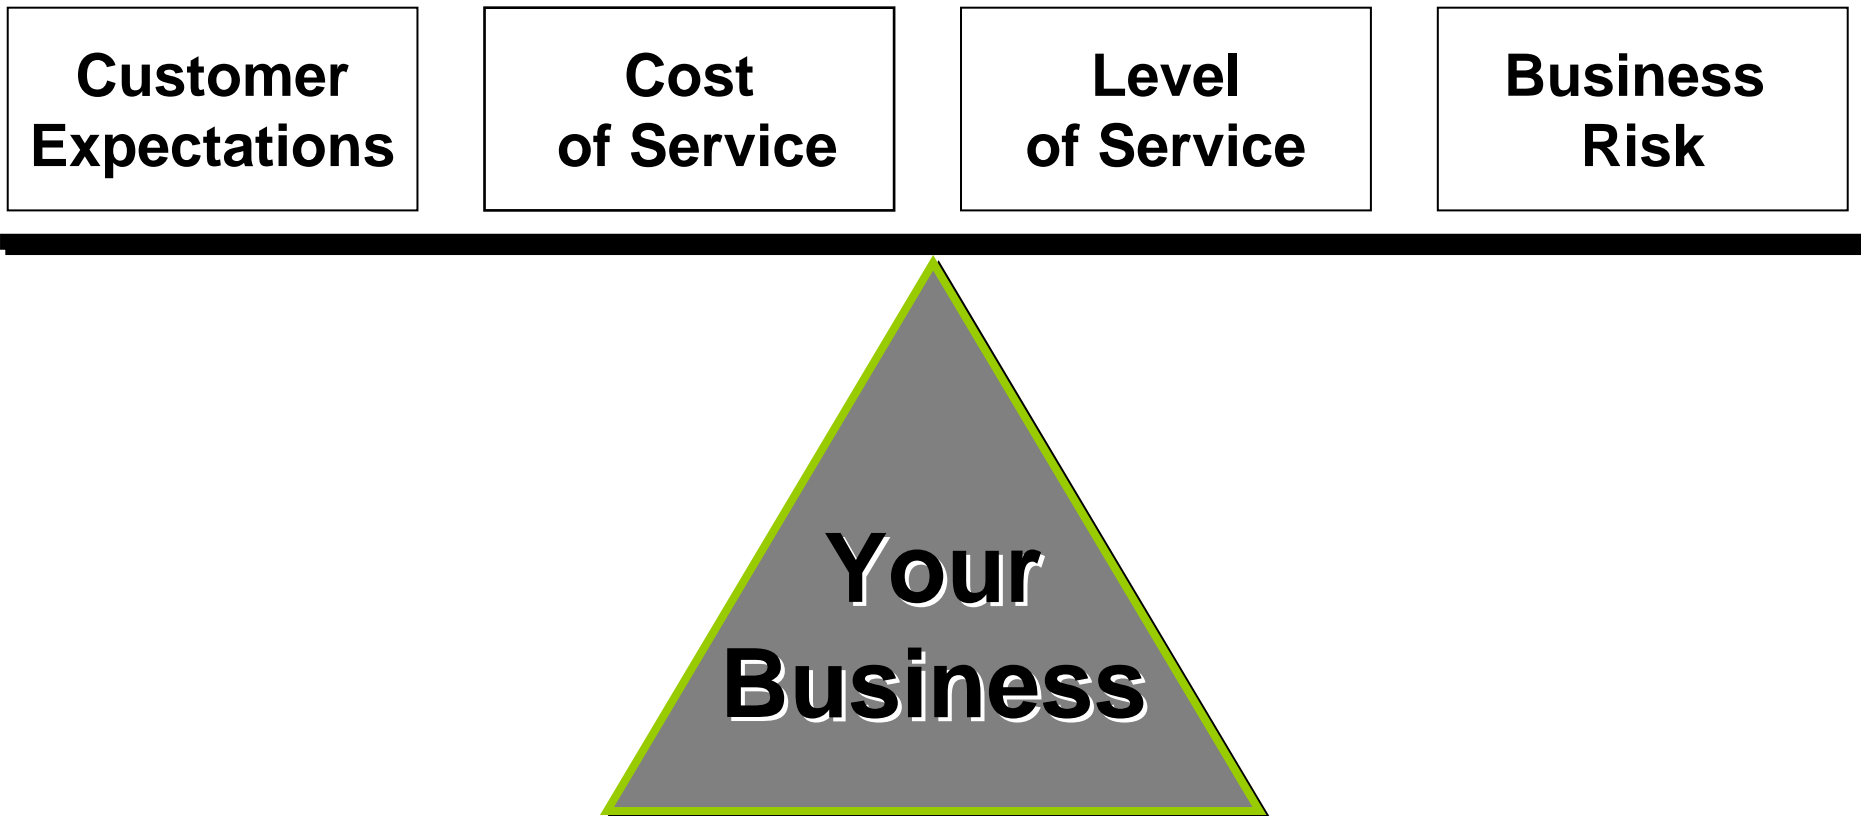 Customer
Expectations
Cost
of Service
Level
of Service
Business
Risk
Your
Business